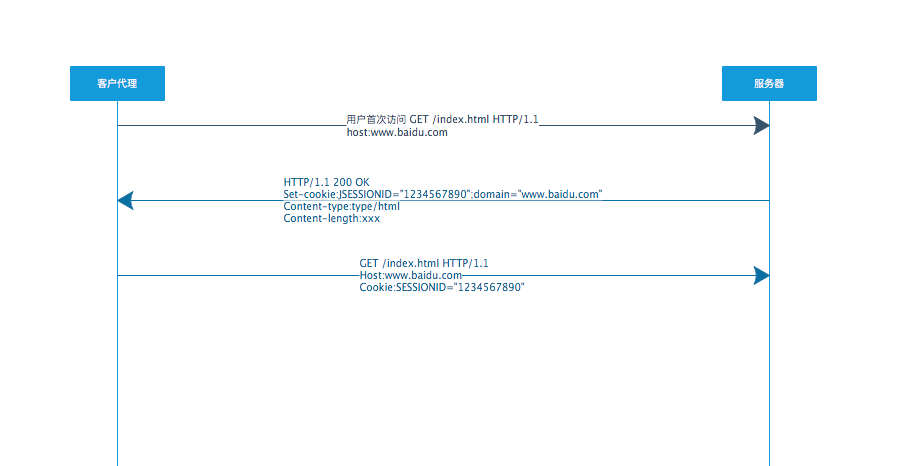 客户代理
服务器
用户首次访问 GET /index.html HTTP/1.1
host:www.baidu.com
HTTP/1.1 200 OK
Set-cookie:JSESSIONID="1234567890";domain="www.baidu.com"
Content-type:type/html
Content-length:xxx
GET /index.html HTTP/1.1
Host:www.baidu.com
Cookie:SESSIONID="1234567890"